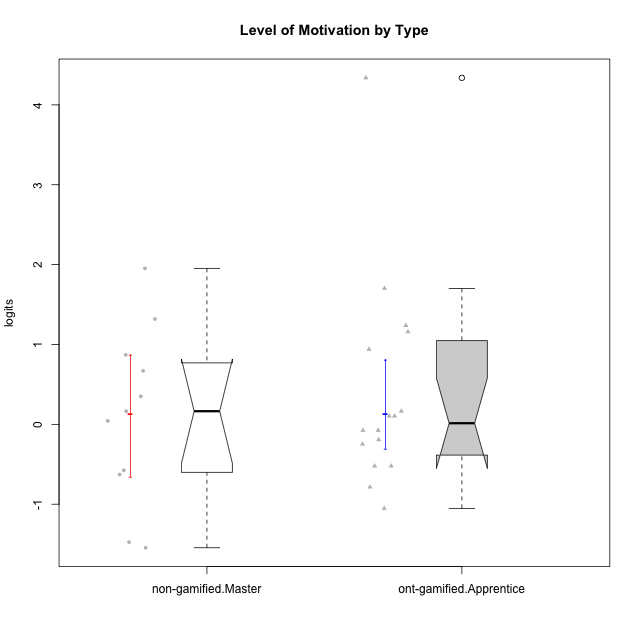 Level of Motivation by Type
logits
4
3
2
1
0
-1
non-gamified.Master
ont-gamified.Apprentice